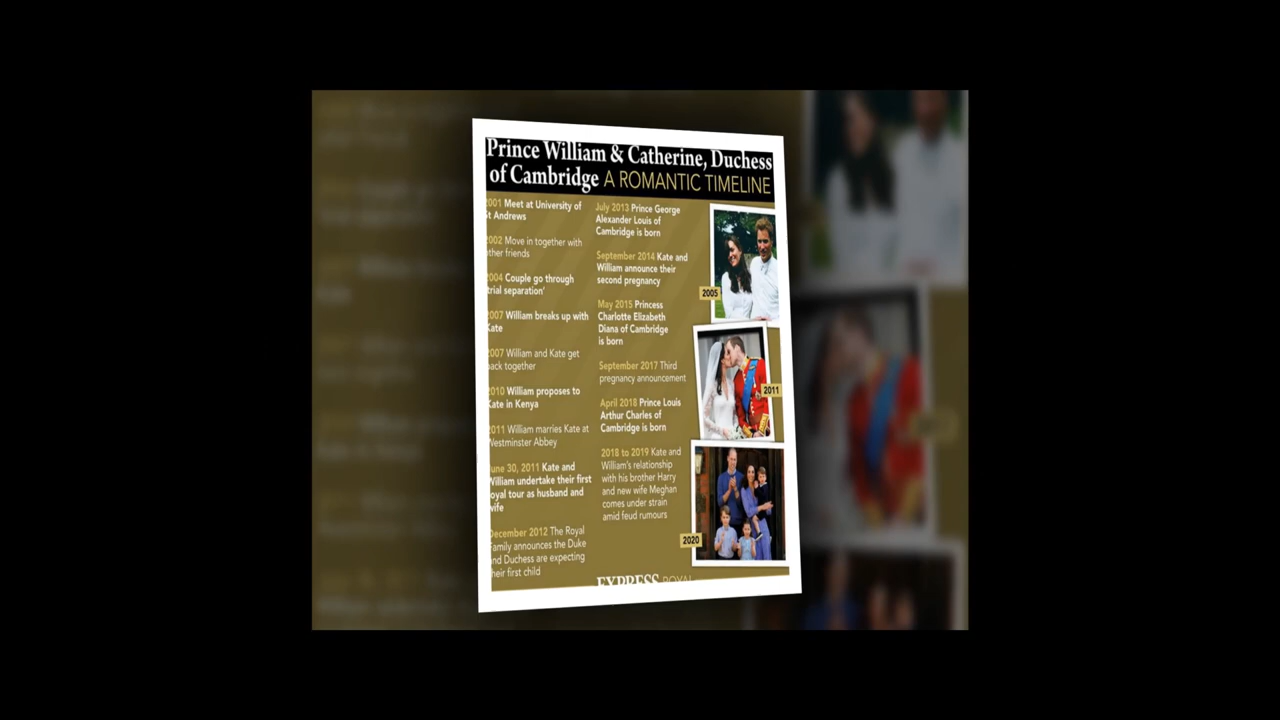 Prince William & Catherine, Duchess
of Cambridge A ROMANTIC TIMELINE
2001 Meet at University of
St Andrews
2002 Move in together with
other friends
2004 Couple go through
'trial separation'
2007 William breaks up with
Kate
2007 William and Kate get
back together
2010 William proposes to
Kate in Kenya
2011 William marries Kate at
Westminster Abbey
June 30, 2011 Kate and
William undertake their first
royal tour as husband and
wife
December 2012 The Royal
Family announces the Duke
and Duchess are expecting
their first child
July 2013 Prince George
Alexander Louis of
Cambridge is born
September 2014 Kate and
William announce their
second pregnancy
May 2015 Princess
Charlotte Elizabeth
Diana of Cambridge
is born
September 2017 Third
pregnancy announcement
April 2018 Prince Louis
Arthur Charles of
Cambridge is born
2018 to 2019 Kate and
William's relationship
with his brother Harry
and new wife Meghan
comes under strain
amid feud rumours
2005
2011
2020
EXPRESS ROYAL